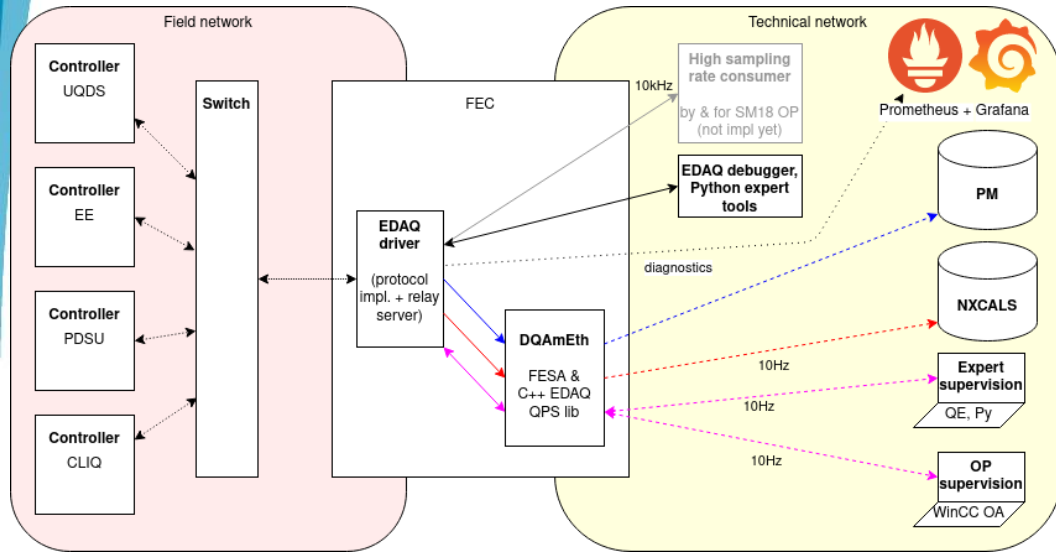 Field network
Technical network
Controller
UQDS
Controller
EE
Controller
PDSU
Controller
CLIQ
Switch
FEC
EDAQ
driver
(protocol
impl. + relay
server)
DQAmEth
FESA &
C++ EDAQ
QPS lib
10kHz
High sampling
rate consumer
by & for SM18 OP
(not impl yet)
EDAQ debugger,
Python expert
tools
diagnostics
Prometheus + Grafana
PM
NXCALS
10Hz
Expert
supervision
QE, Py
10Hz
OP
supervision
WinCC OA
10Hz